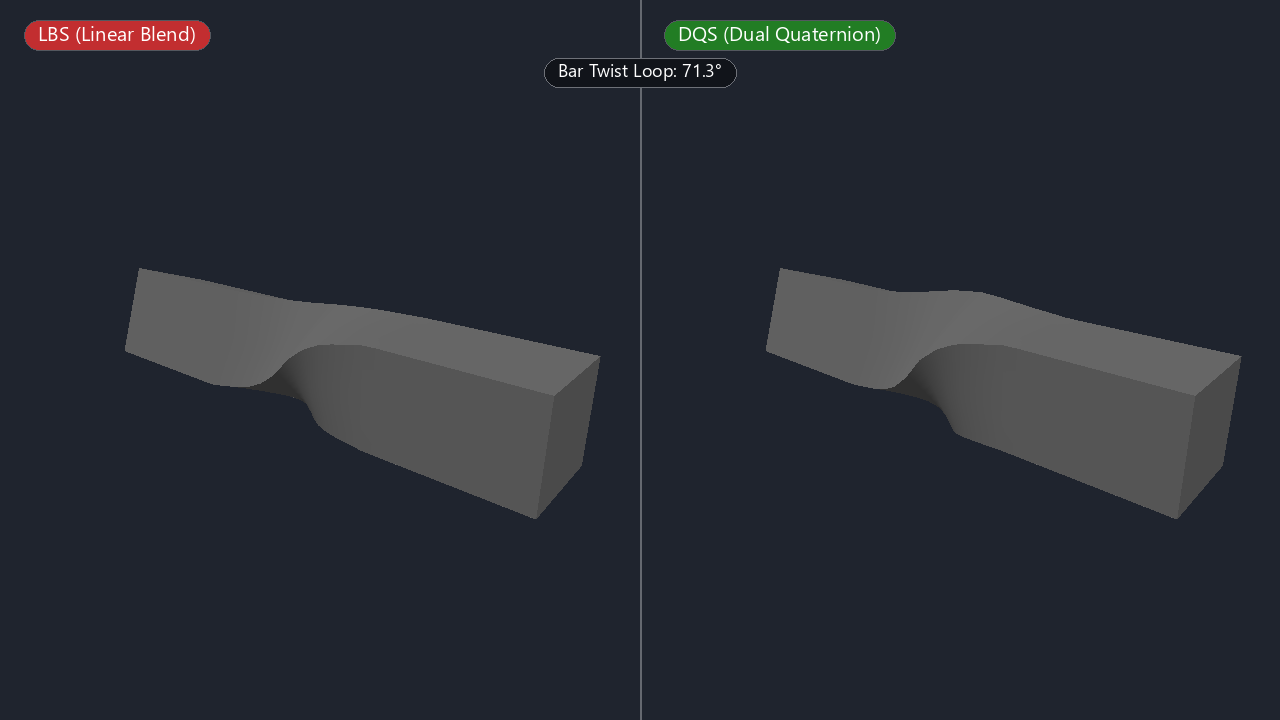 LBS (Linear Blend)
DQS (Dual Quaternion)
Bar Twist Loop: 71.3°